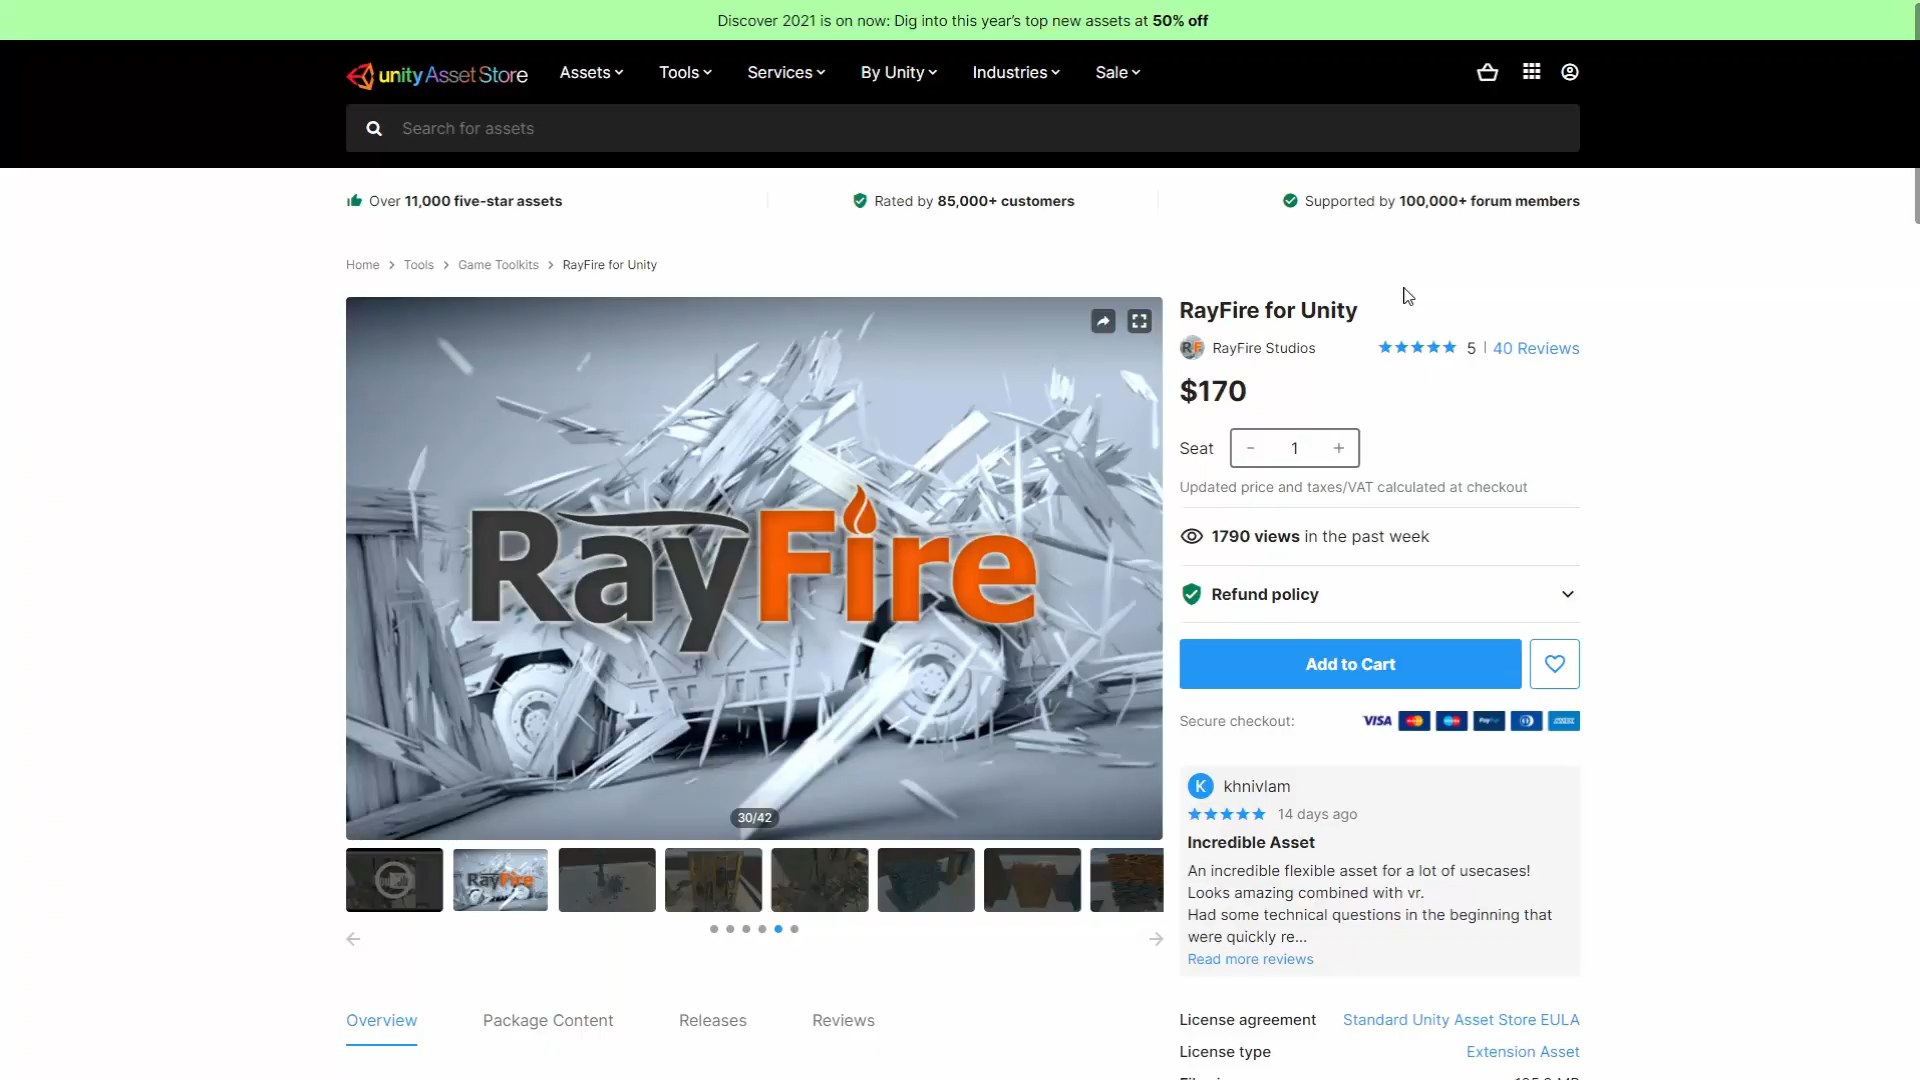 Discover 2021 is on now: Dig into this year's top new assets at 50% off
unity Asset Store
Assets
Tools
Services
By Unity
Industries
Sale
Search for assets
Over 11,000 five-star assets
Rated by 85,000+ customers
Supported by 100,000+ forum members
Home > Tools > Game Toolkits > RayFire for Unity
RayFire
30/42
RayFire
RayFire for Unity
RF RayFire Studios
5 | 40 Reviews
$170
Seat - 1 +
Updated price and taxes/VAT calculated at checkout
1790 views in the past week
Refund policy
Add to Cart
Secure checkout:
VISA
PayPal
K khnivlam
14 days ago
Incredible Asset
An incredible flexible asset for a lot of usecases!
Looks amazing combined with vr.
Had some technical questions in the beginning that
were quickly re...
Read more reviews
Overview
Package Content
Releases
Reviews
License agreement
Standard Unity Asset Store EULA
License type
Extension Asset